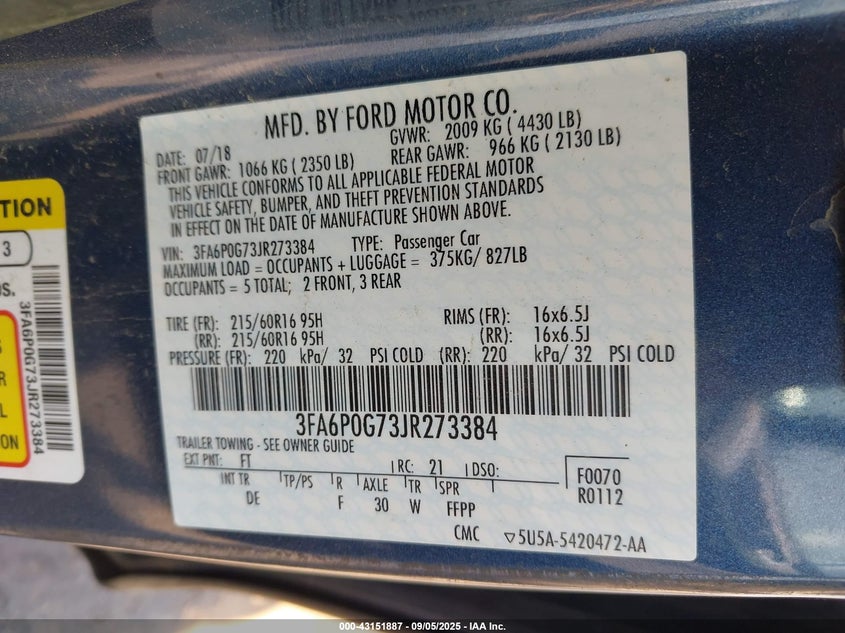 MFD. BY FORD MOTOR CO.
DATE: 07/18
GVWR: 2009 KG ( 4430 LB)
FRONT GAWR: 1066 KG ( 2350 LB)
REAR GAWR: 966 KG ( 2130 LB)
THIS VEHICLE CONFORMS TO ALL APPLICABLE FEDERAL MOTOR
VEHICLE SAFETY, BUMPER, AND THEFT PREVENTION STANDARDS
IN EFFECT ON THE DATE OF MANUFACTURE SHOWN ABOVE.
VIN: 3FA6P0G73JR273384 TYPE: Passenger Car
MAXIMUM LOAD = OCCUPANTS + LUGGAGE = 375KG/ 827LB
OCCUPANTS = 5 TOTAL; 2 FRONT, 3 REAR
TIRE (FR): 215/60R16 95H RIMS (FR): 16x6.5J
(RR): 215/60R16 95H (RR): 16x6.5J
PRESSURE (FR): 220 kPa/ 32 PSI COLD (RR): 220 kPa/ 32 PSI COLD
3FA6P0G73JR273384
TRAILER TOWING - SEE OWNER GUIDE
EXT PNT: FT RC: 21 DSO:
INT TR TP/PS R AXLE TR SPR
DE F 30 W FFPP
F0070
R0112
CMC ▽5U5A-5420472-AA
TION
3
OS.
R
L
ON
3FA6P0G73JR273384
000-43151887 - 09/05/2025 - IAA Inc.